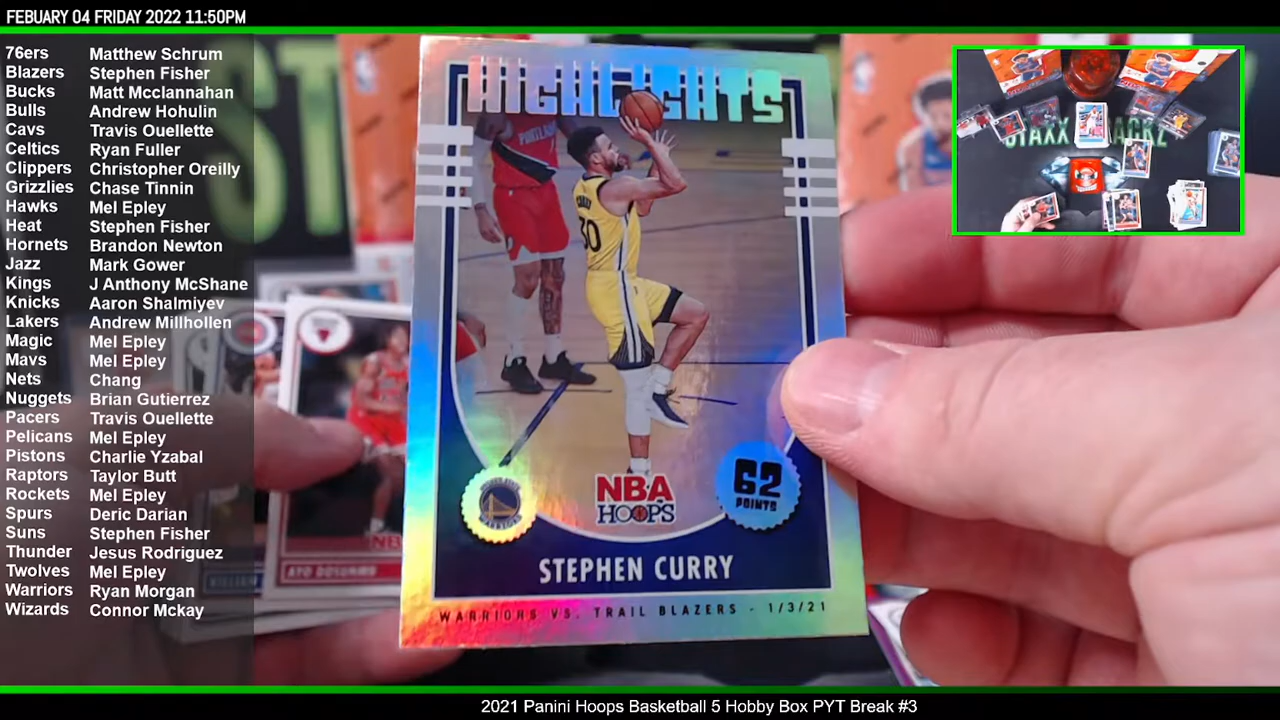 FEBUARY 04 FRIDAY 2022 11:50PM
76ers Matthew Schrum
Blazers Stephen Fisher
Bucks Matt Mcclannahan
Bulls Andrew Hohulin
Cavs Travis Ouellette
Celtics Ryan Fuller
Clippers Christopher Oreilly
Grizzlies Chase Tinnin
Hawks Mel Epley
Heat Stephen Fisher
Hornets Brandon Newton
Jazz Mark Gower
Kings J Anthony McShane
Knicks Aaron Shalmiyev
Lakers Andrew Millhollen
Magic Mel Epley
Mavs Mel Epley
Nets Chang
Nuggets Brian Gutierrez
Pacers Travis Ouellette
Pelicans Mel Epley
Pistons Charlie Yzabal
Raptors Taylor Butt
Rockets Mel Epley
Spurs Deric Darian
Suns Stephen Fisher
Thunder Jesus Rodriguez
Twolves Mel Epley
Warriors Ryan Morgan
Wizards Connor Mckay
HIGHLIGHTS
PORTLAND
30
NBA
HOOPS
62
POINTS
STEPHEN CURRY
WARRIORS VS. TRAIL BLAZERS - 1/3/21
AYO DOSUNMU
2021 Panini Hoops Basketball 5 Hobby Box PYT Break #3